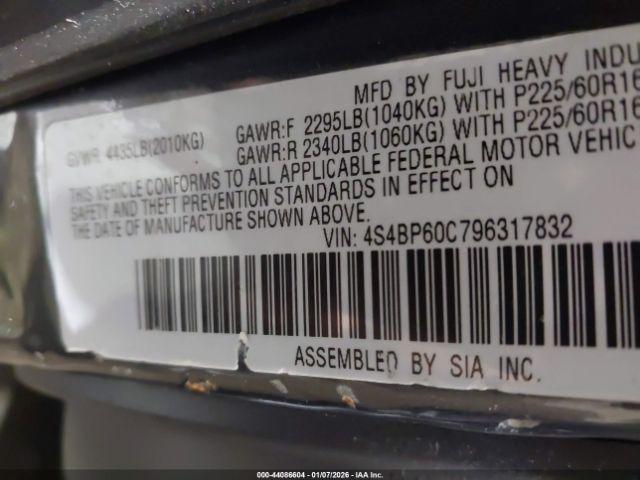 MFD BY FUJI HEAVY INDU
GVWR 4435LB(2010KG) GAWR:F 2295LB(1040KG) WITH P225/60R16
GAWR:R 2340LB(1060KG) WITH P225/60R16
THIS VEHICLE CONFORMS TO ALL APPLICABLE FEDERAL MOTOR VEHIC
SAFETY AND THEFT PREVENTION STANDARDS IN EFFECT ON
THE DATE OF MANUFACTURE SHOWN ABOVE.
VIN: 4S4BP60C796317832
ASSEMBLED BY SIA INC.
000-44086604 | 01/07/2026 | IAA Inc.